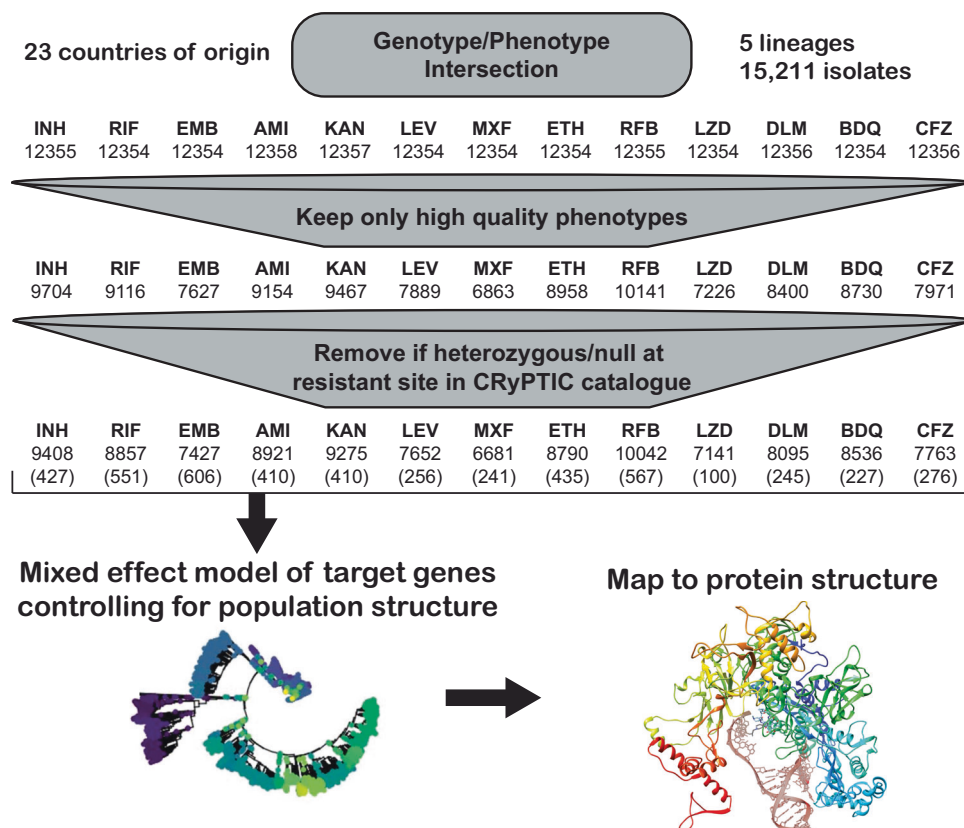 23 countries of origin
Genotype/Phenotype
Intersection
5 lineages
15,211 isolates
INH RIF EMB AMI KAN LEV MXF ETH RFB LZD DLM BDQ CFZ
12355 12354 12354 12358 12357 12354 12354 12354 12355 12354 12356 12354 12356
Keep only high quality phenotypes
INH RIF EMB AMI KAN LEV MXF ETH RFB LZD DLM BDQ CFZ
9704 9116 7627 9154 9467 7889 6863 8958 10141 7226 8400 8730 7971
Remove if heterozygous/null at
resistant site in CRyPTIC catalogue
INH RIF EMB AMI KAN LEV MXF ETH RFB LZD DLM BDQ CFZ
9408 8857 7427 8921 9275 7652 6681 8790 10042 7141 8095 8536 7763
(427) (551) (606) (410) (410) (256) (241) (435) (567) (100) (245) (227) (276)
Mixed effect model of target genes
controlling for population structure
Map to protein structure